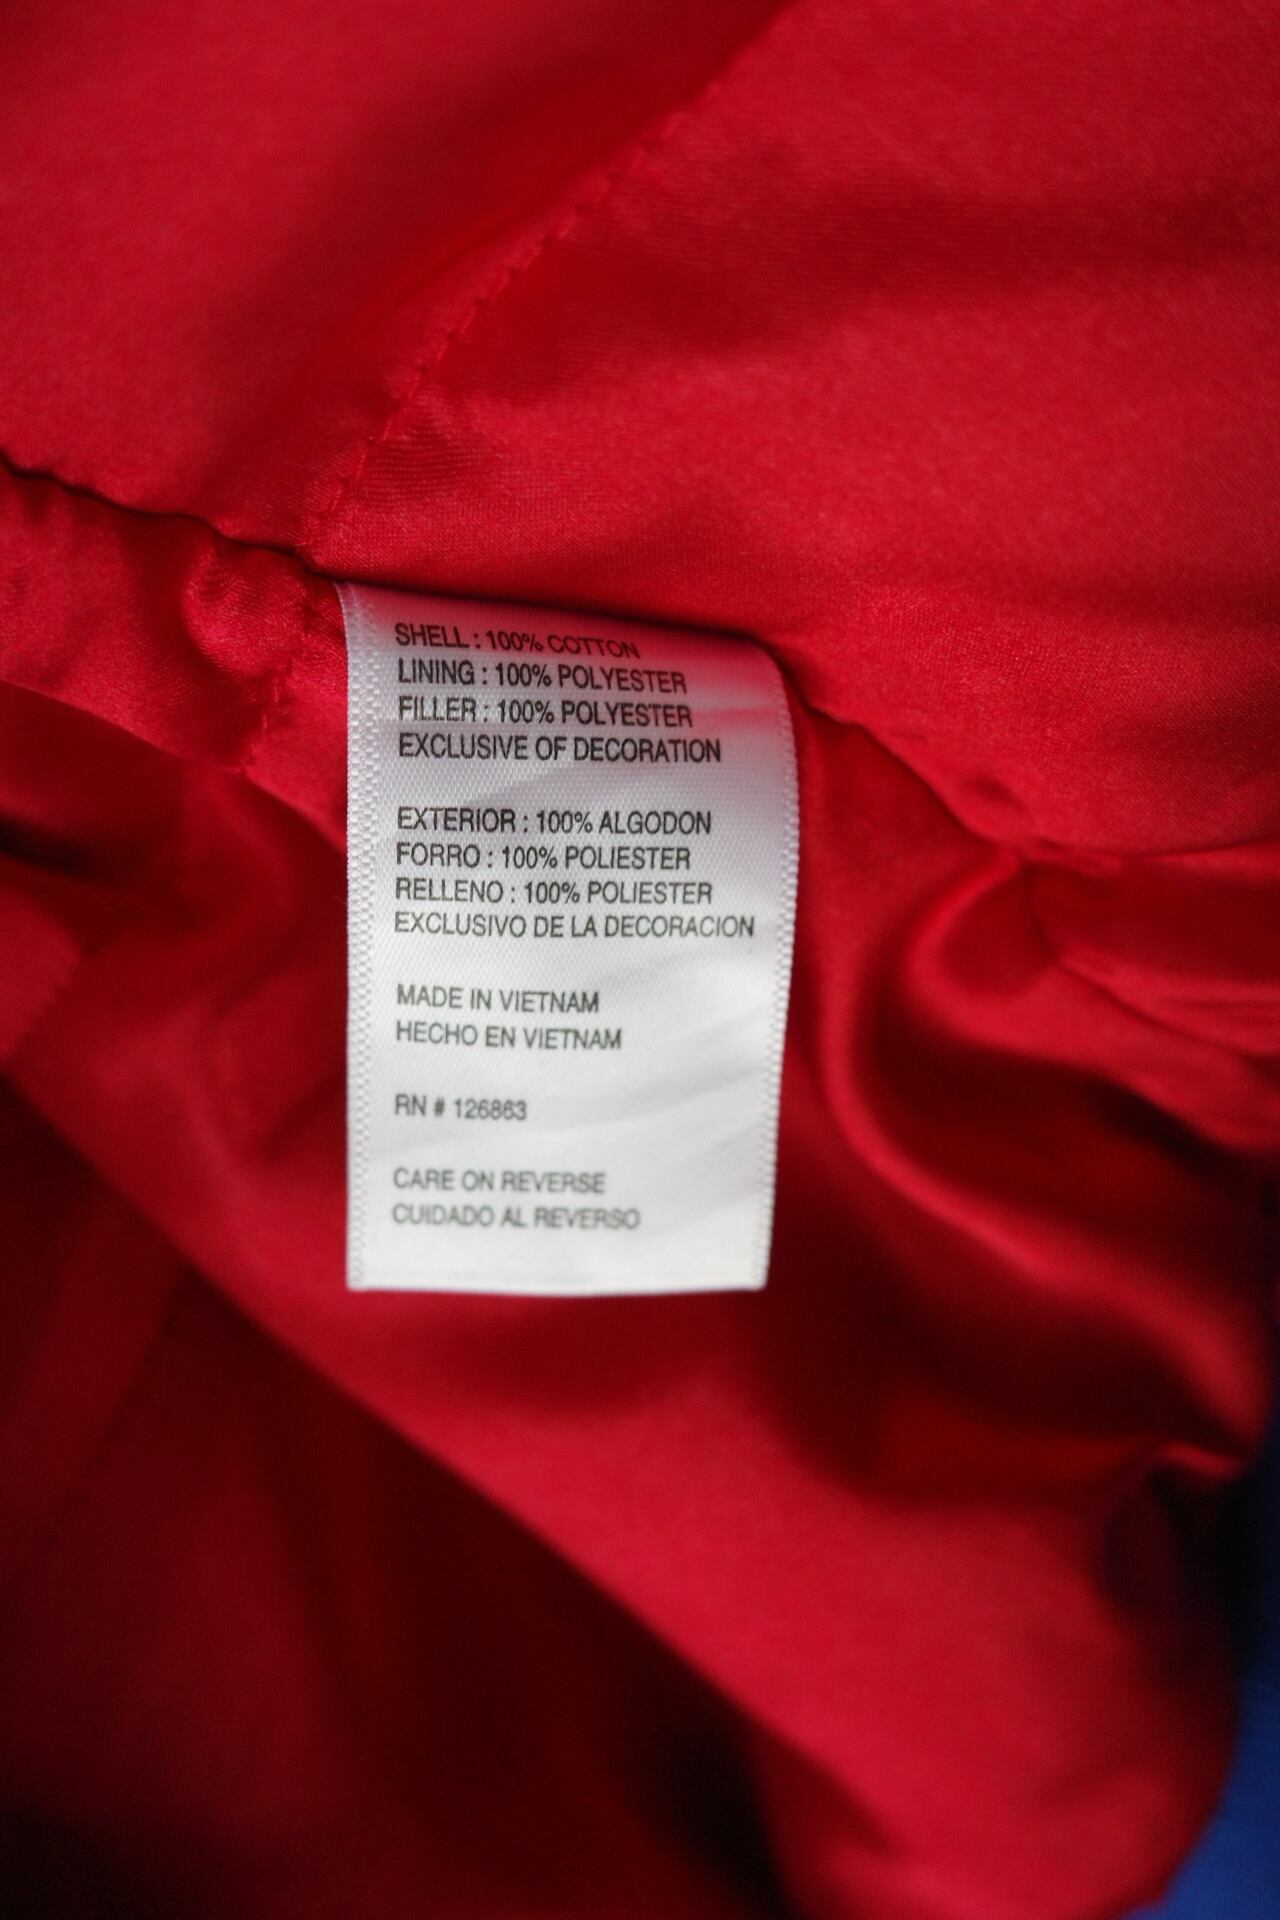 SHELL : 100% COTTON
LINING : 100% POLYESTER
FILLER : 100% POLYESTER
EXCLUSIVE OF DECORATION
EXTERIOR : 100% ALGODON
FORRO : 100% POLIESTER
RELLENO : 100% POLIESTER
EXCLUSIVO DE LA DECORACION
MADE IN VIETNAM
HECHO EN VIETNAM
RN # 126863
CARE ON REVERSE
CUIDADO AL REVERSO